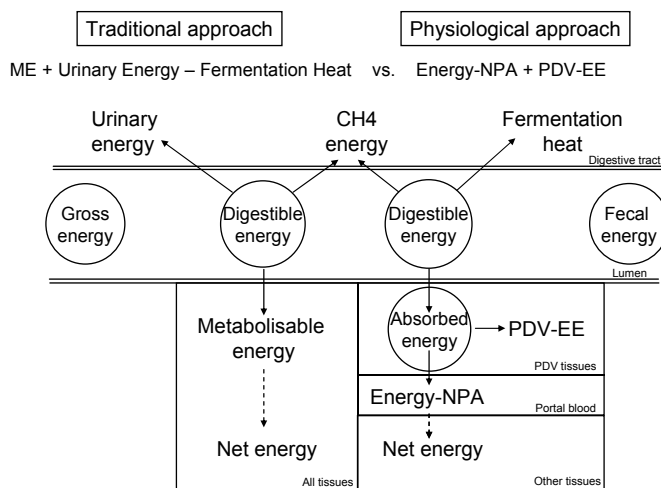 Traditional approach
Physiological approach
ME + Urinary Energy – Fermentation Heat vs. Energy-NPA + PDV-EE
Urinary
energy
CH4
energy
Fermentation
heat
Digestive tract
Gross
energy
Digestible
energy
Digestible
energy
Fecal
energy
Lumen
Metabolisable
energy
Net energy
All tissues
Absorbed
energy
PDV-EE
PDV tissues
Energy-NPA
Portal blood
Net energy
Other tissues